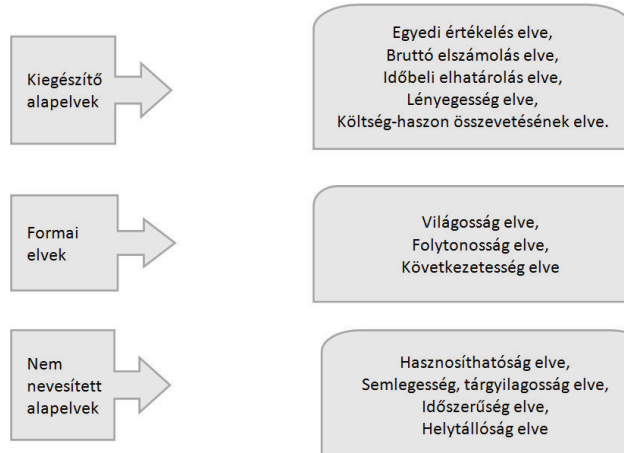 Kiegészítő
alapelvek
Egyedi értékelés elve,
Bruttó elszámolás elve,
Időbeli elhatárolás elve,
Lényegesség elve,
Költség-haszon összevetésének elve.
Formai
elvek
Világosság elve,
Folytonosság elve,
Következetesség elve
Nem
nevesített
alapelvek
Hasznosíthatóság elve,
Semlegesség, tárgyilagosság elve,
Időszerűség elve,
Helytállóság elve